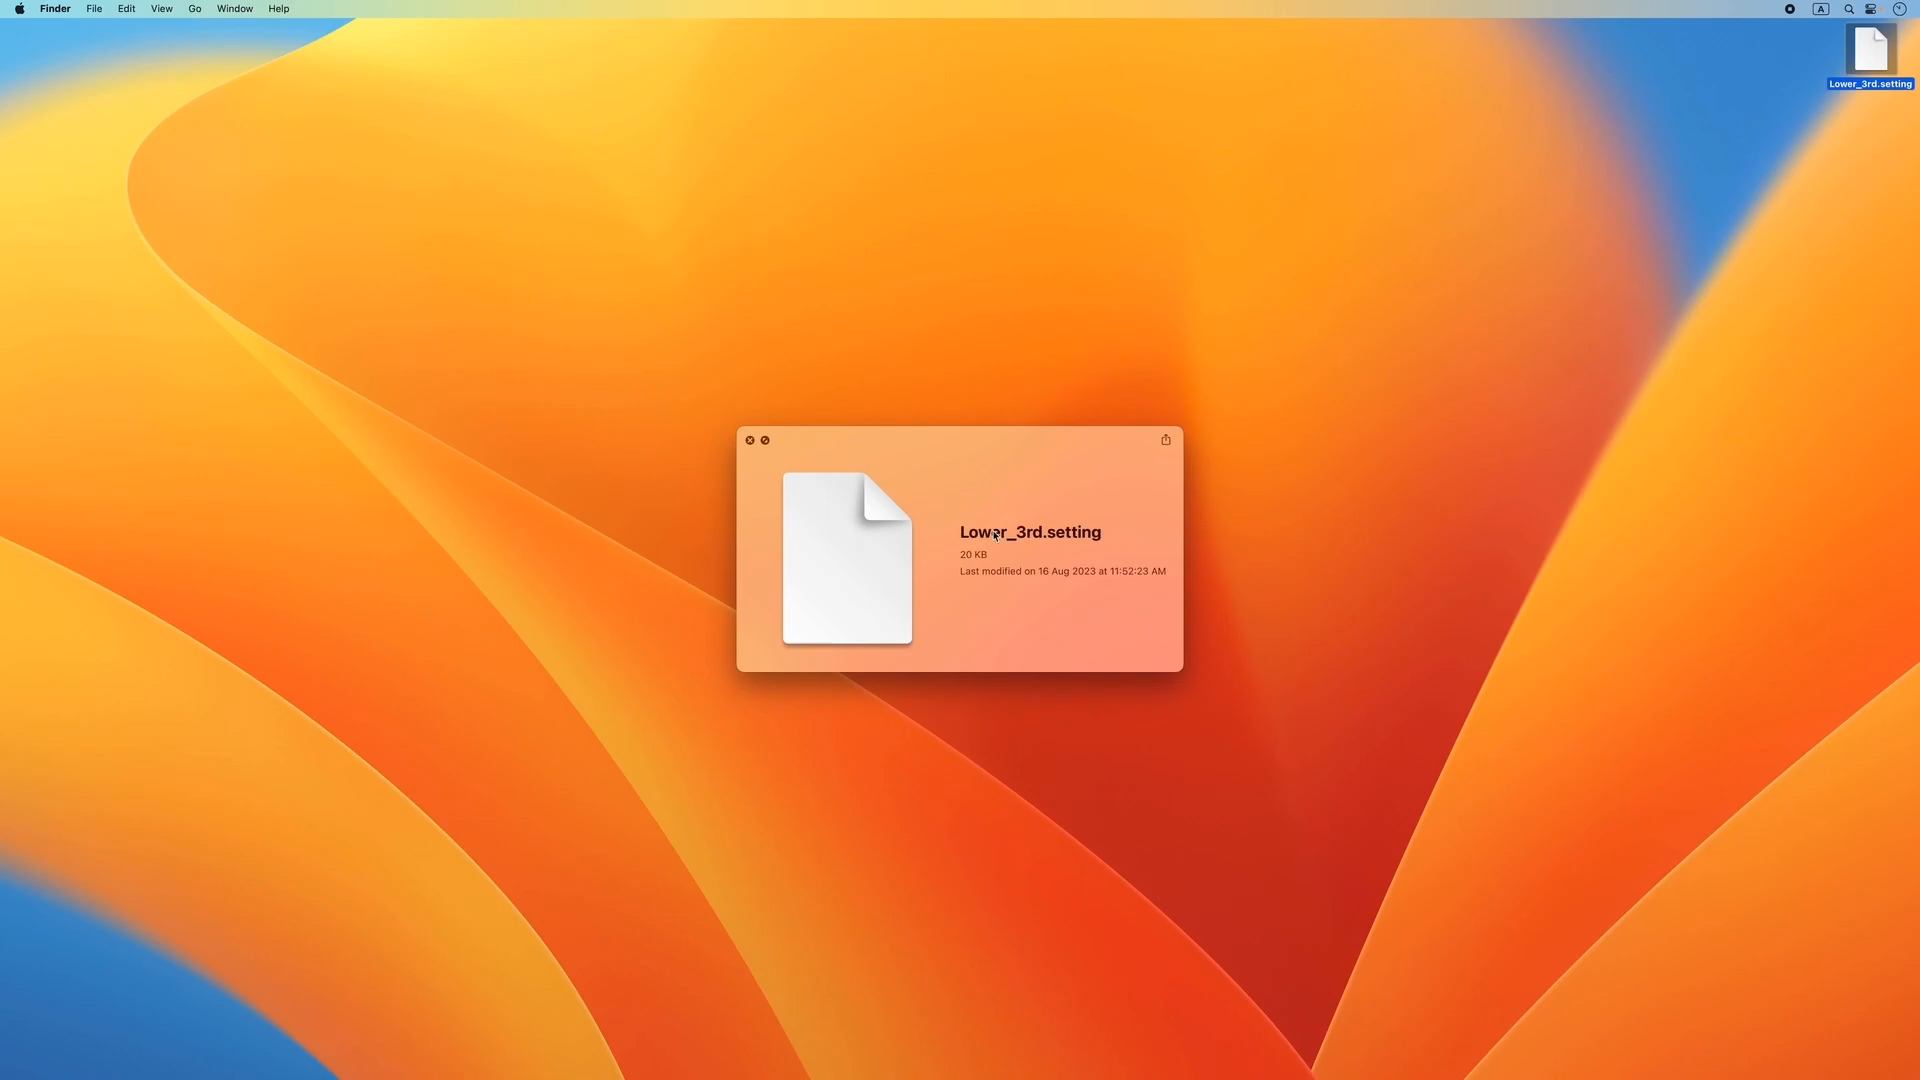 Finder File Edit View Go Window Help A
Lower_3rd.setting
Lower_3rd.setting
20 KB
Last modified on 16 Aug 2023 at 11:52:23 AM